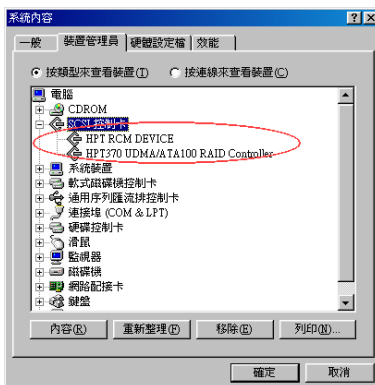 系統內容
一般 裝置管理員 硬體設定檔 效能
按類型來查看裝置(I) 按連線來查看裝置(C)
電腦
CDROM
SCSI 控制卡
HPT RCM DEVICE
HPT370 UDMA/ATA100 RAID Controller
系統裝置
軟式磁碟機控制卡
通用序列匯流排控制卡
連接埠 (COM & LPT)
硬碟控制卡
滑鼠
監視器
磁碟機
網路配接卡
鍵盤
內容(R) 重新整理(F) 移除(E) 列印(N)...
確定 取消